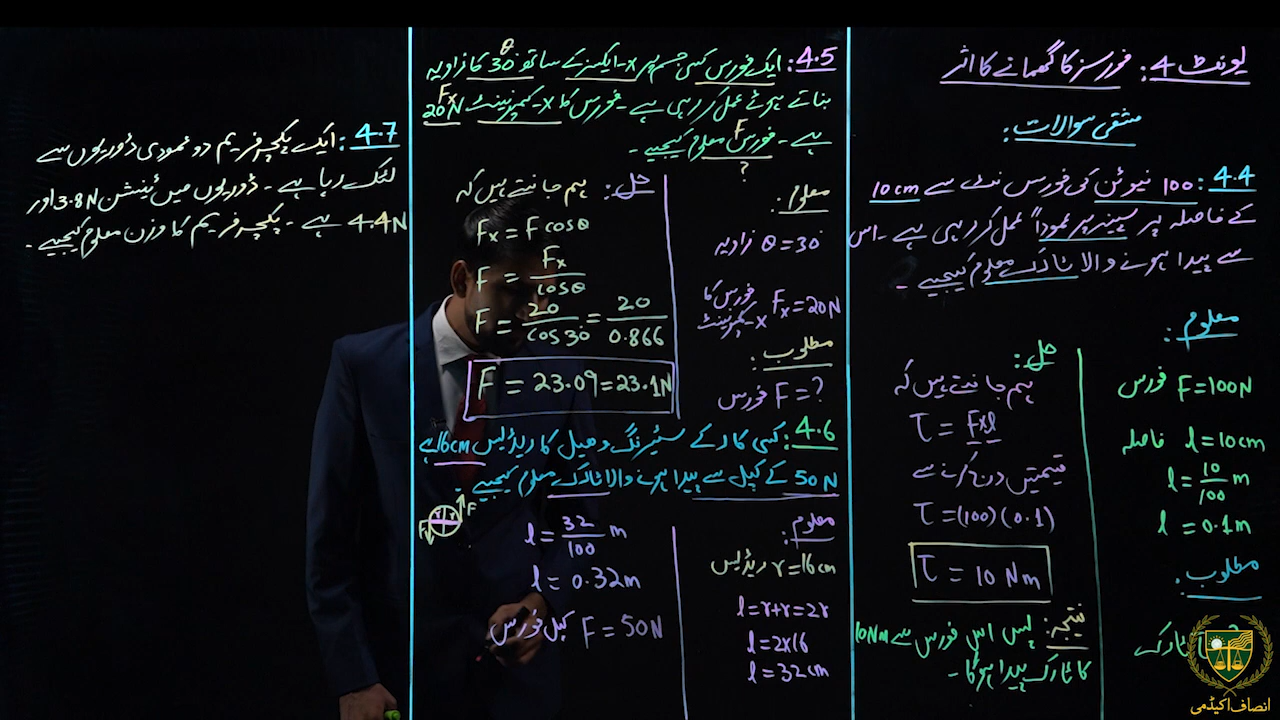 یونٹ 4: فورسز کا گھمانے کا اثر
مشقی سوالات:
4.4: 100 نیوٹن کی فورس نٹ سے 10cm
کے فاصلہ پر سپینر پر عموداً عمل کر رہی ہے۔ اس
سے پیدا ہونے والا ٹارک معلوم کیجیے۔
معلوم:
F=100N فورس
l=10cm فاصلہ
l=10/100 m
l=0.1m
مطلوب:
ٹارک
حل:
ہم جانتے ہیں کہ
τ = F×l
قیمتیں درج کرنے سے
τ=(100)(0.1)
τ = 10 Nm
نتیجہ: پس اس فورس سے 10Nm
کا ٹارک پیدا ہوگا۔
4.5: ایک فورس کسی جسم پر x-ایکسز کے ساتھ 30° کا زاویہ
θ
بناتے ہوئے عمل کر رہی ہے۔ فورس کا x-کمپوننٹ 20N
Fx
ہے۔ فورس معلوم کیجیے۔
F
?
معلوم:
θ=30° زاویہ
Fx=20N فورس کا x-کمپوننٹ
مطلوب:
F=? فورس
حل: ہم جانتے ہیں کہ
Fx = F cosθ
F = Fx/cosθ
F = 20/cos30° = 20/0.866
F = 23.09=23.1N
4.6: کسی کار کے سٹیرنگ وہیل کا ریڈیس 16cm ہے
50N کے کپل سے پیدا ہونے والا ٹارک معلوم کیجیے۔
معلوم:
r=16cm ریڈیس
l=r+r=2r
l=2×16
l=32cm
F
r r
F
l = 32/100 m
l = 0.32m
F = 50N کپل فورس
4.7: ایک پکچر فریم دو عمودی ڈوریوں سے
لٹک رہا ہے۔ ڈوریوں میں ٹینشن 3.8N اور
4.4N ہے۔ پکچر فریم کا وزن معلوم کیجیے۔
انصاف اکیڈمی